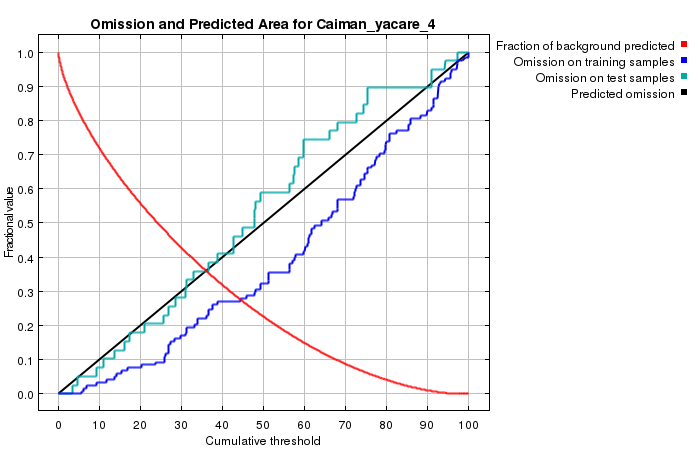 Omission and Predicted Area for Caiman_yacare_4
Fraction of background predicted
Omission on training samples
Omission on test samples
Predicted omission
Fractional value
1.0
0.9
0.8
0.7
0.6
0.5
0.4
0.3
0.2
0.1
0.0
0 10 20 30 40 50 60 70 80 90 100
Cumulative threshold